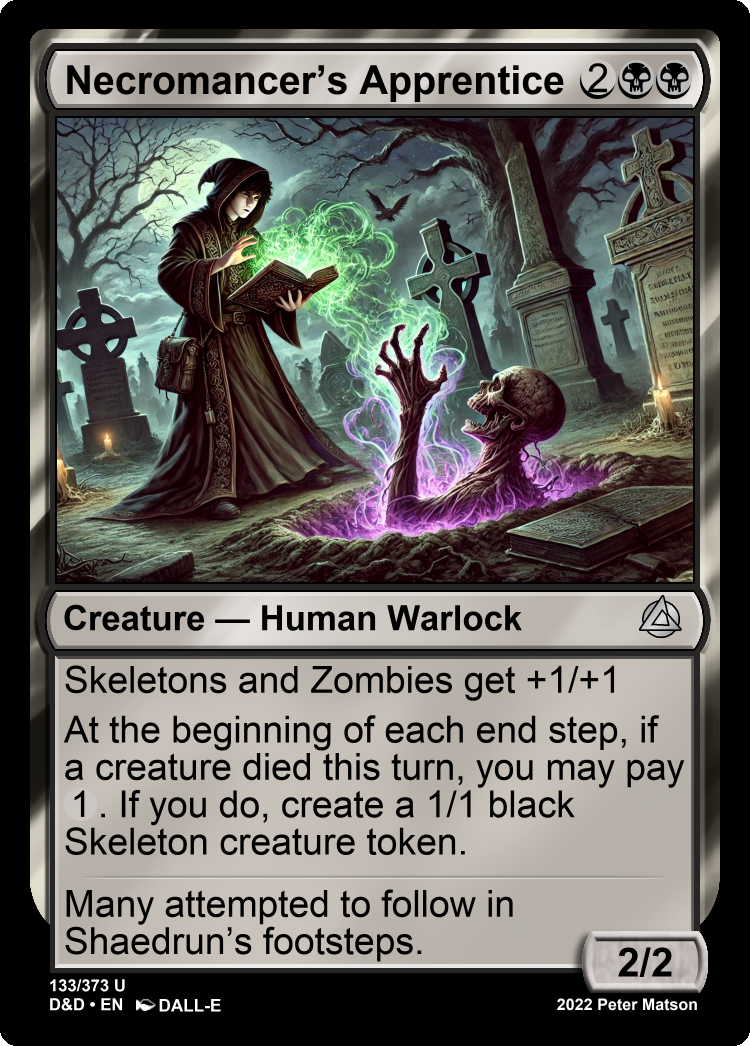 Necromancer's Apprentice 2
Creature — Human Warlock
Skeletons and Zombies get +1/+1
At the beginning of each end step, if
a creature died this turn, you may pay
1. If you do, create a 1/1 black
Skeleton creature token.
Many attempted to follow in
Shaedrun's footsteps.
2/2
133/373 U
D&D • EN DALL-E
2022 Peter Matson